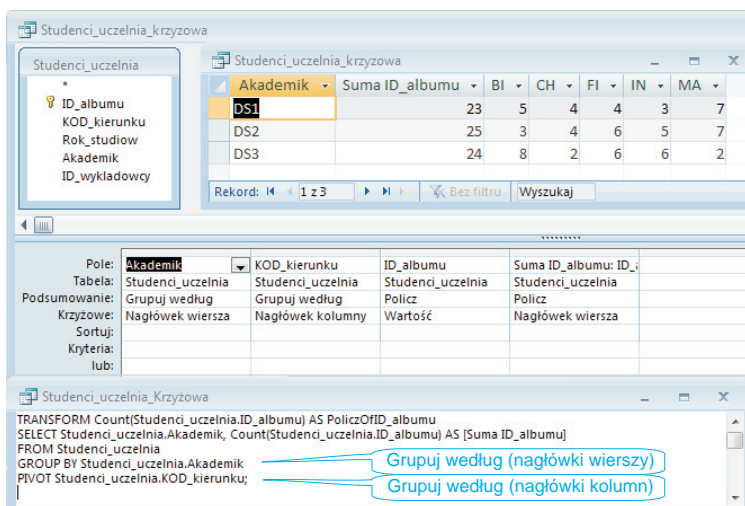 Studenci_uczelnia_krzyzowa
Studenci_uczelnia
*
ID_albumu
KOD_kierunku
Rok_studiow
Akademik
ID_wykladowcy
Studenci_uczelnia_krzyzowa
Akademik Suma ID_albumu BI CH FI IN MA
DS1 23 5 4 4 3 7
DS2 25 3 4 6 5 7
DS3 24 8 2 6 6 2
Rekord: 1 z 3 Bez filtru Wyszukaj
Pole: Akademik KOD_kierunku ID_albumu Suma ID_albumu: ID_
Tabela: Studenci_uczelnia Studenci_uczelnia Studenci_uczelnia Studenci_uczelnia
Podsumowanie: Grupuj według Grupuj według Policz Policz
Krzyżowe: Nagłówek wiersza Nagłówek kolumny Wartość Nagłówek wiersza
Sortuj:
Kryteria:
lub:
Studenci_uczelnia_Krzyżowa
TRANSFORM Count(Studenci_uczelnia.ID_albumu) AS PoliczOfID_albumu
SELECT Studenci_uczelnia.Akademik, Count(Studenci_uczelnia.ID_albumu) AS [Suma ID_albumu]
FROM Studenci_uczelnia
GROUP BY Studenci_uczelnia.Akademik Grupuj według (nagłówki wierszy)
PIVOT Studenci_uczelnia.KOD_kierunku; Grupuj według (nagłówki kolumn)